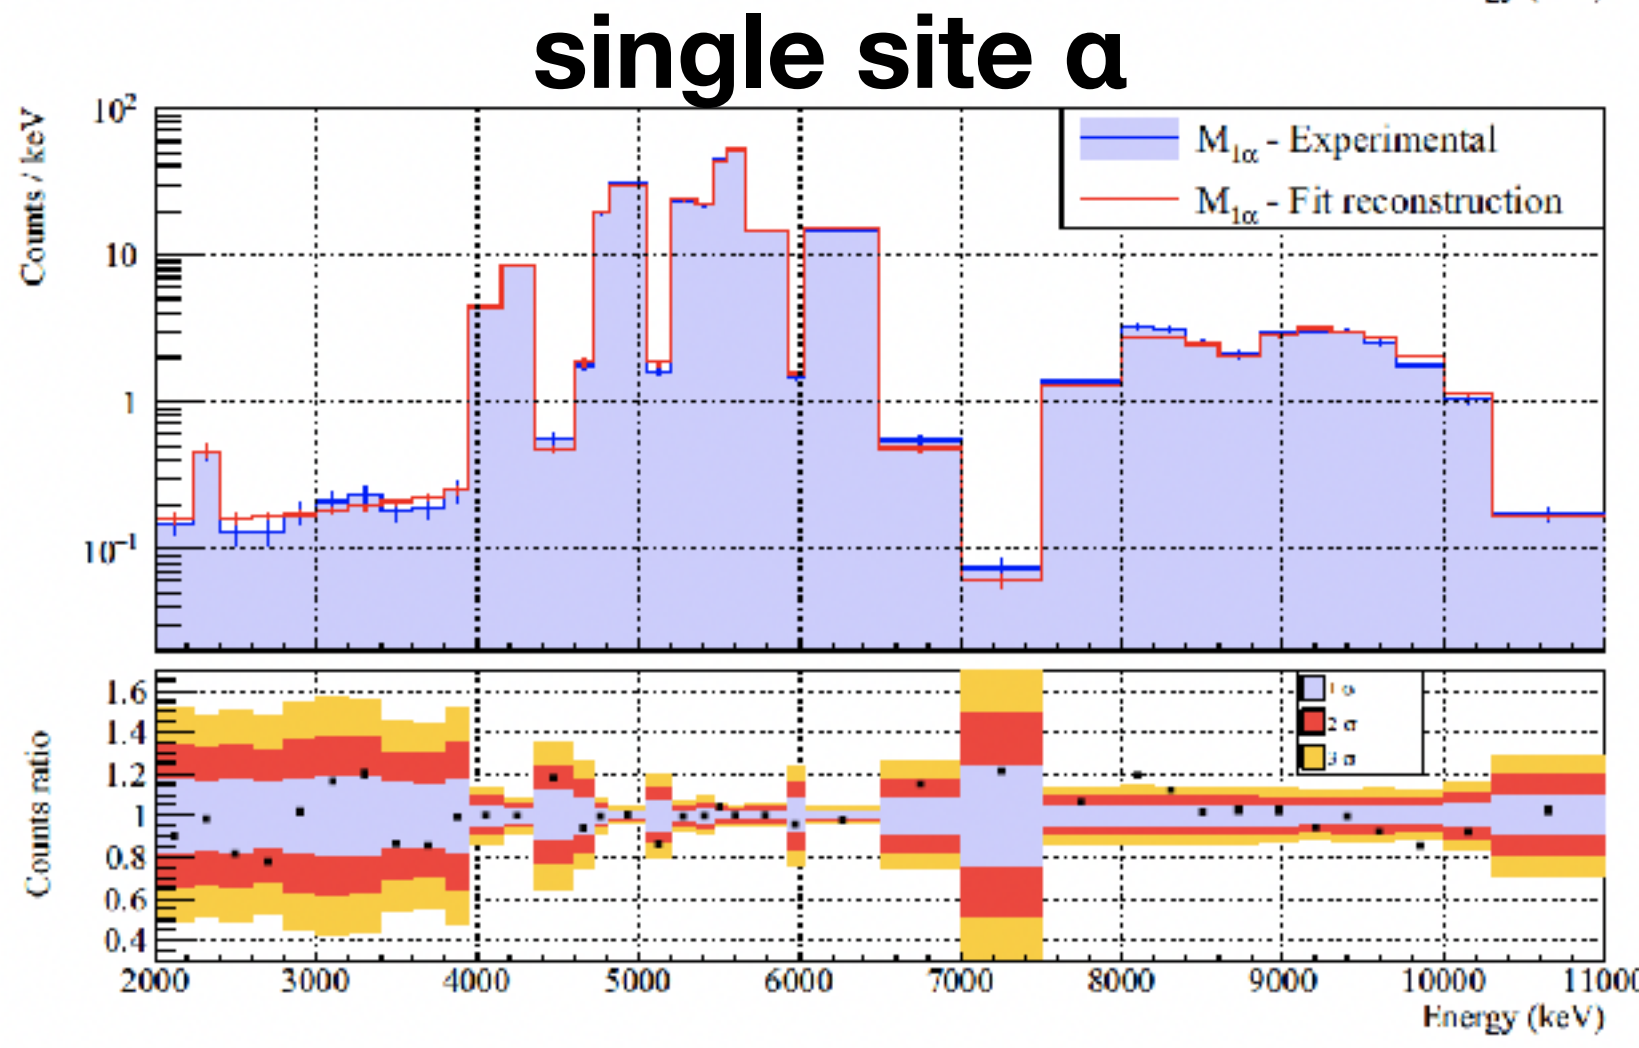 gy (
single site α
10²
Counts / keV
M1α - Experimental
M1α - Fit reconstruction
10
1
10⁻¹
1.6
1.4
1.2
1
0.8
0.6
0.4
Counts ratio
1 σ
2 σ
3 σ
2000 3000 4000 5000 6000 7000 8000 9000 10000 11000
Energy (keV)